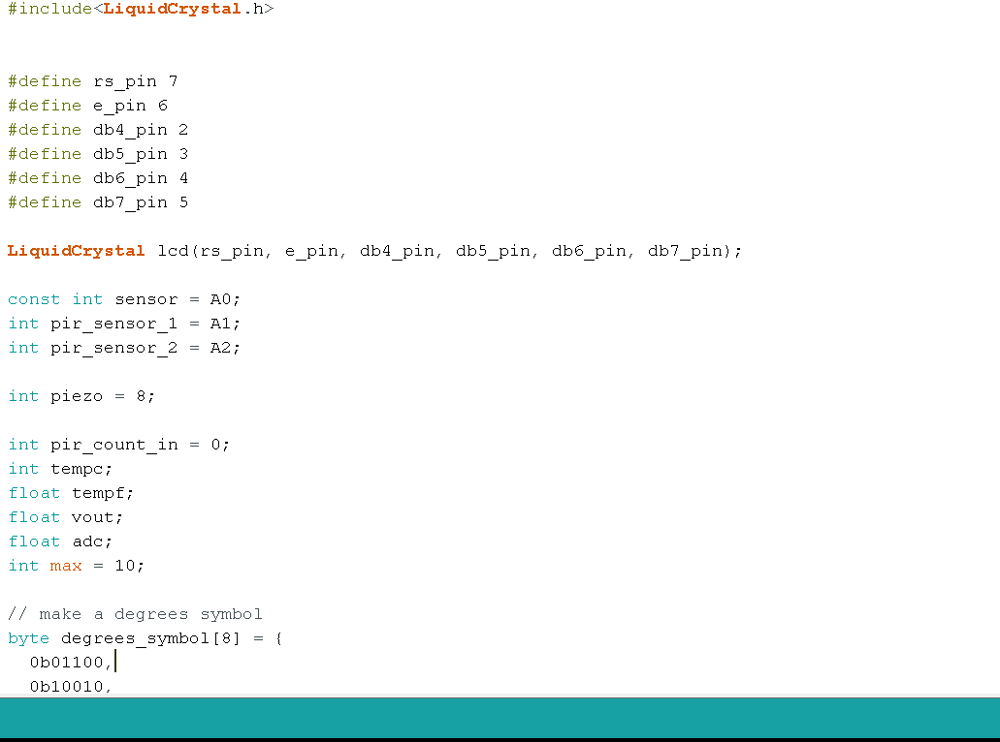 #include<LiquidCrystal.h>
#define rs_pin 7
#define e_pin 6
#define db4_pin 2
#define db5_pin 3
#define db6_pin 4
#define db7_pin 5
LiquidCrystal lcd(rs_pin, e_pin, db4_pin, db5_pin, db6_pin, db7_pin);
const int sensor = A0;
int pir_sensor_1 = A1;
int pir_sensor_2 = A2;
int piezo = 8;
int pir_count_in = 0;
int tempc;
float tempf;
float vout;
float adc;
int max = 10;
// make a degrees symbol
byte degrees_symbol[8] = {
  0b01100,
  0b10010,